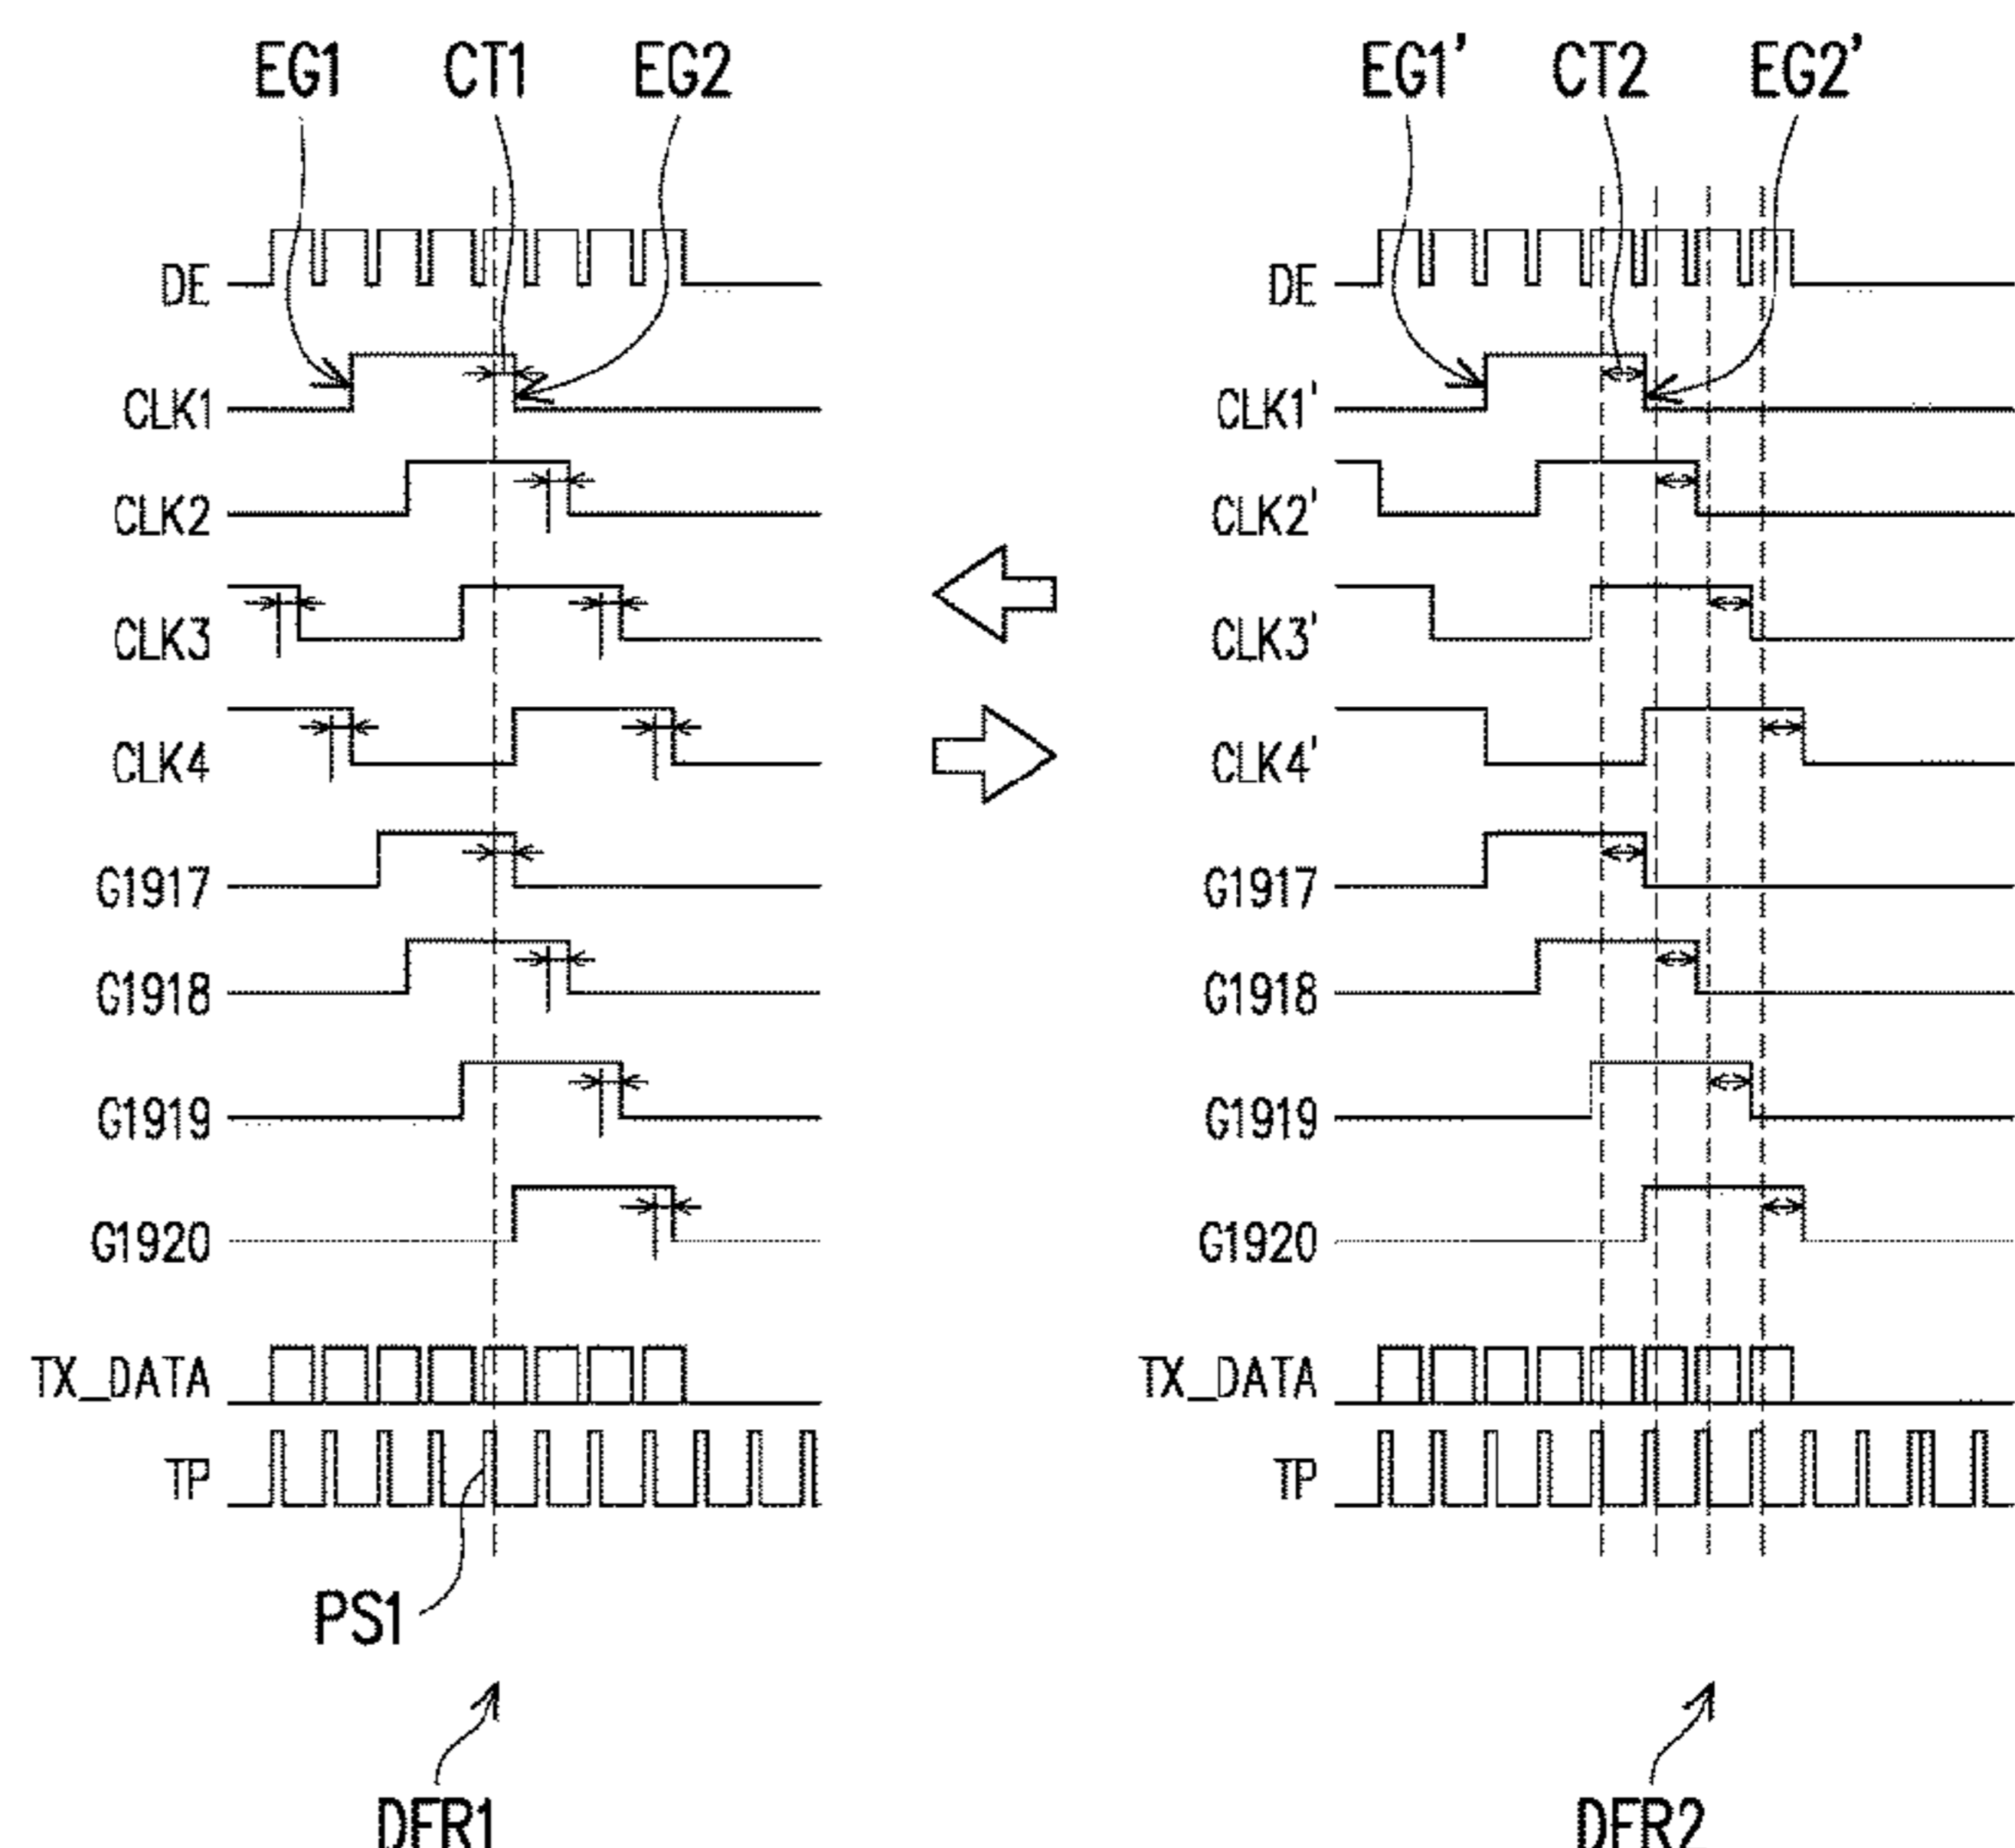 EG1 CT1 EG2
DE
CLK1
CLK2
CLK3
CLK4
G1917
G1918
G1919
G1920
TX_DATA
TP
PS1
DFR1
EG1' CT2 EG2'
DE
CLK1'
CLK2'
CLK3'
CLK4'
G1917
G1918
G1919
G1920
TX_DATA
TP
DFR2